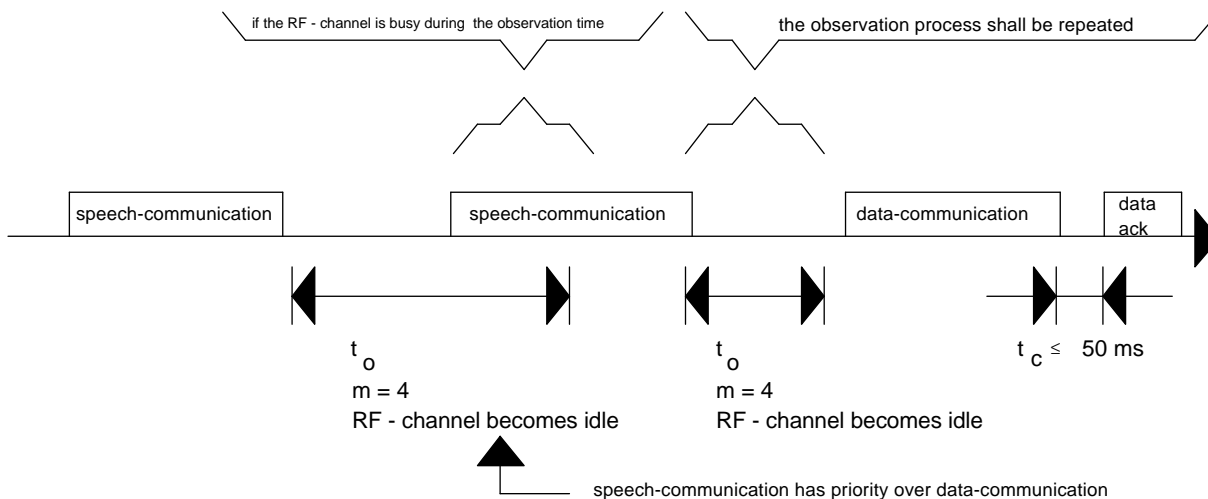 if the RF - channel is busy during the observation time
the observation process shall be repeated
speech-communication
speech-communication
data-communication
data
ack
t o
m = 4
RF - channel becomes idle
t o
m = 4
RF - channel becomes idle
t c ≤ 50 ms
speech-communication has priority over data-communication